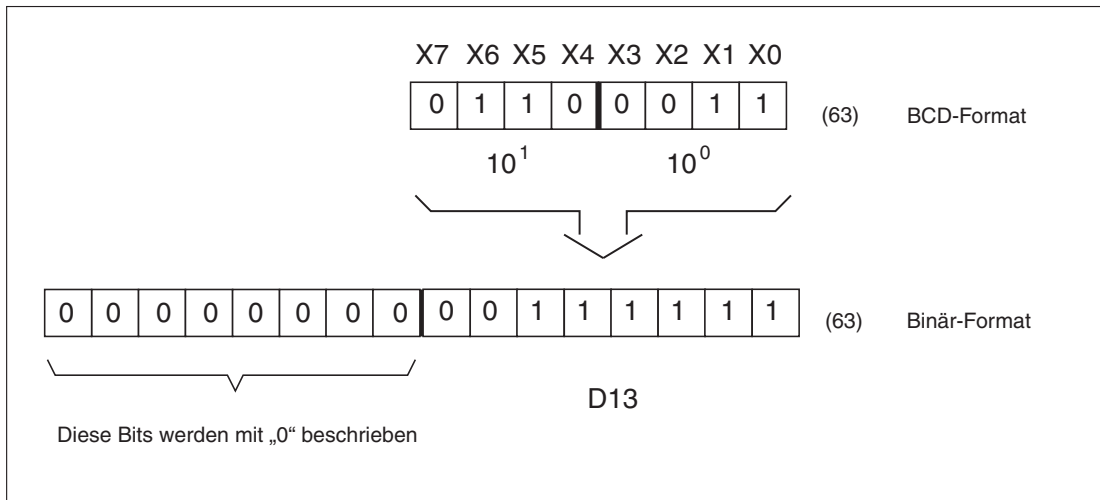 X7 X6 X5 X4 X3 X2 X1 X0
0 1 1 0 0 0 1 1 (63) BCD-Format
10¹ 10⁰
0 0 0 0 0 0 0 0 0 0 1 1 1 1 1 1 (63) Binär-Format
D13
Diese Bits werden mit „0“ beschrieben